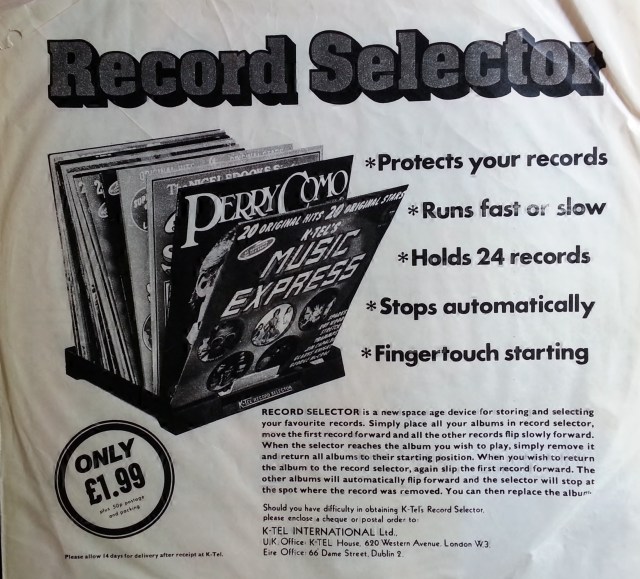 Record Selector
*Protects your records
*Runs fast or slow
*Holds 24 records
*Stops automatically
*Fingertouch starting
THE NIGEL BROOKS S
PERRY COMO
20 ORIGINAL HITS 20 ORIGINAL STARS
K-TEL'S
MUSIC
EXPRESS
K-TEL RECORD SELECTOR
RECORD SELECTOR is a new space age device for storing and selecting
your favourite records. Simply place all your albums in record selector,
move the first record forward and all the other records flip slowly forward.
When the selector reaches the album you wish to play, simply remove it
and return all albums to their starting position. When you wish to return
the album to the record selector, again slip the first record forward. The
other albums will automatically flip forward and the selector will stop at
the spot where the record was removed. You can then replace the album
ONLY
£1.99
plus 50p postage
and packing
Should you have difficulty in obtaining K-Tel's Record Selector,
please enclose a cheque or postal order to:
K-TEL INTERNATIONAL Ltd.,
U.K. Office: K-TEL House, 620 Western Avenue, London W3.
Eire Office: 66 Dame Street, Dublin 2.
Please allow 14 days for delivery after receipt at K-Tel.